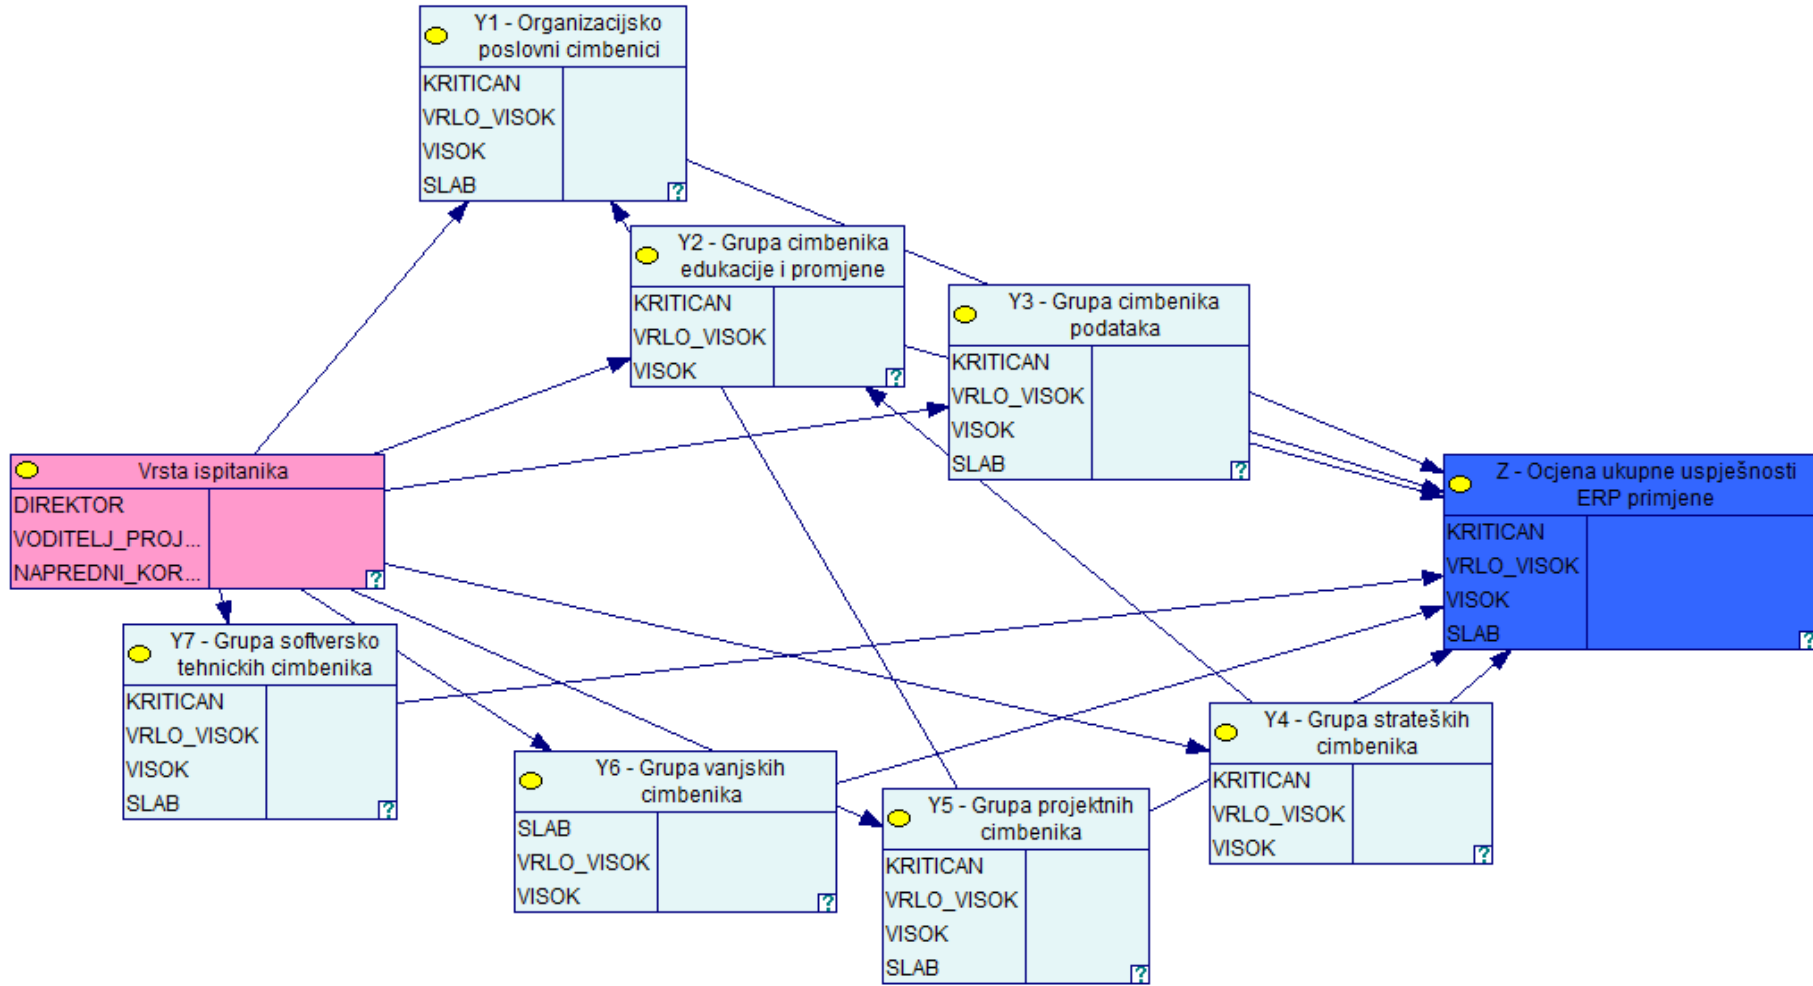 Y1 - Organizacijsko
poslovni cimbenici
KRITICAN
VRLO_VISOK
VISOK
SLAB
?
Y2 - Grupa cimbenika
edukacije i promjene
KRITICAN
VRLO_VISOK
VISOK
?
Y3 - Grupa cimbenika
podataka
KRITICAN
VRLO_VISOK
VISOK
SLAB
?
Vrsta ispitanika
DIREKTOR
VODITELJ_PROJ...
NAPREDNI_KOR...
?
Z - Ocjena ukupne uspješnosti
ERP primjene
KRITICAN
VRLO_VISOK
VISOK
SLAB
?
Y7 - Grupa softversko
tehnickih cimbenika
KRITICAN
VRLO_VISOK
VISOK
SLAB
?
Y6 - Grupa vanjskih
cimbenika
SLAB
VRLO_VISOK
VISOK
?
Y5 - Grupa projektnih
cimbenika
KRITICAN
VRLO_VISOK
VISOK
SLAB
?
Y4 - Grupa strateških
cimbenika
KRITICAN
VRLO_VISOK
VISOK
?